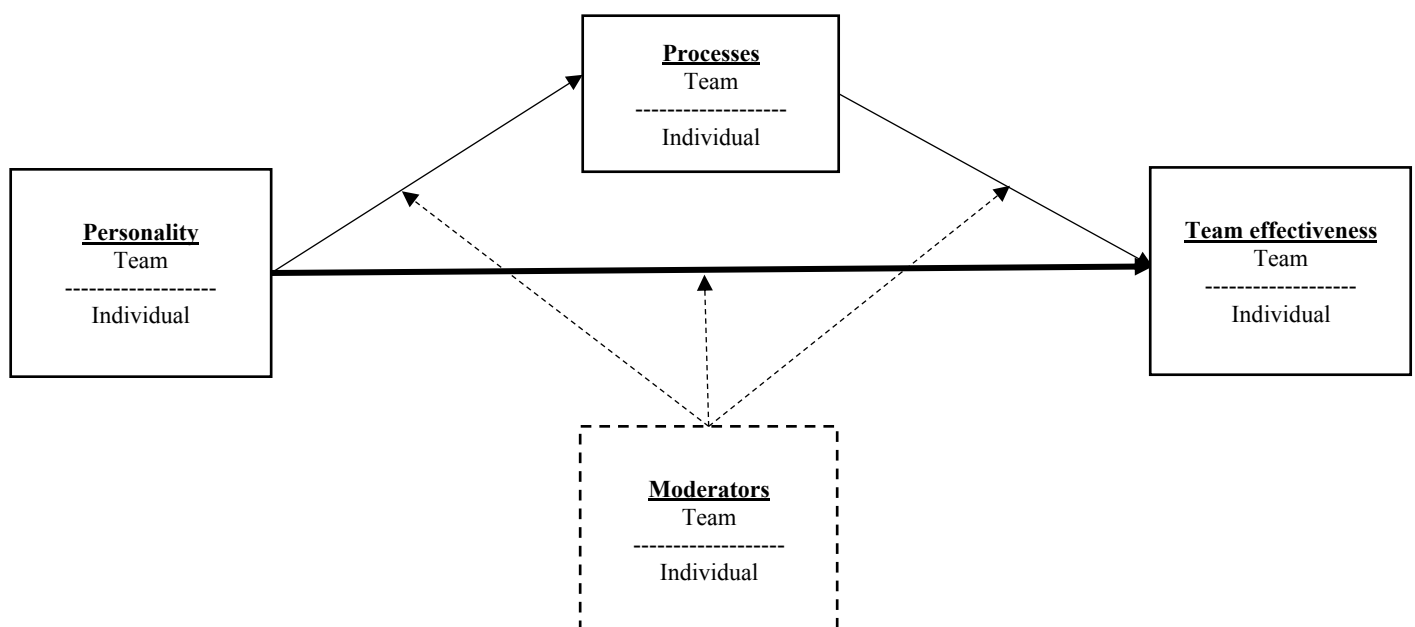 Processes
Team
--------------------
Individual
Personality
Team
--------------------
Individual
Team effectiveness
Team
--------------------
Individual
Moderators
Team
--------------------
Individual